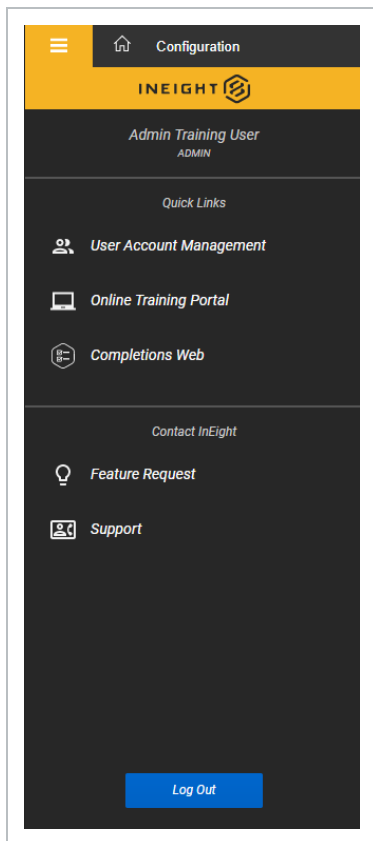 Configuration
INEIGHT
Admin Training User
ADMIN
Quick Links
User Account Management
Online Training Portal
Completions Web
Contact InEight
Feature Request
Support
Log Out